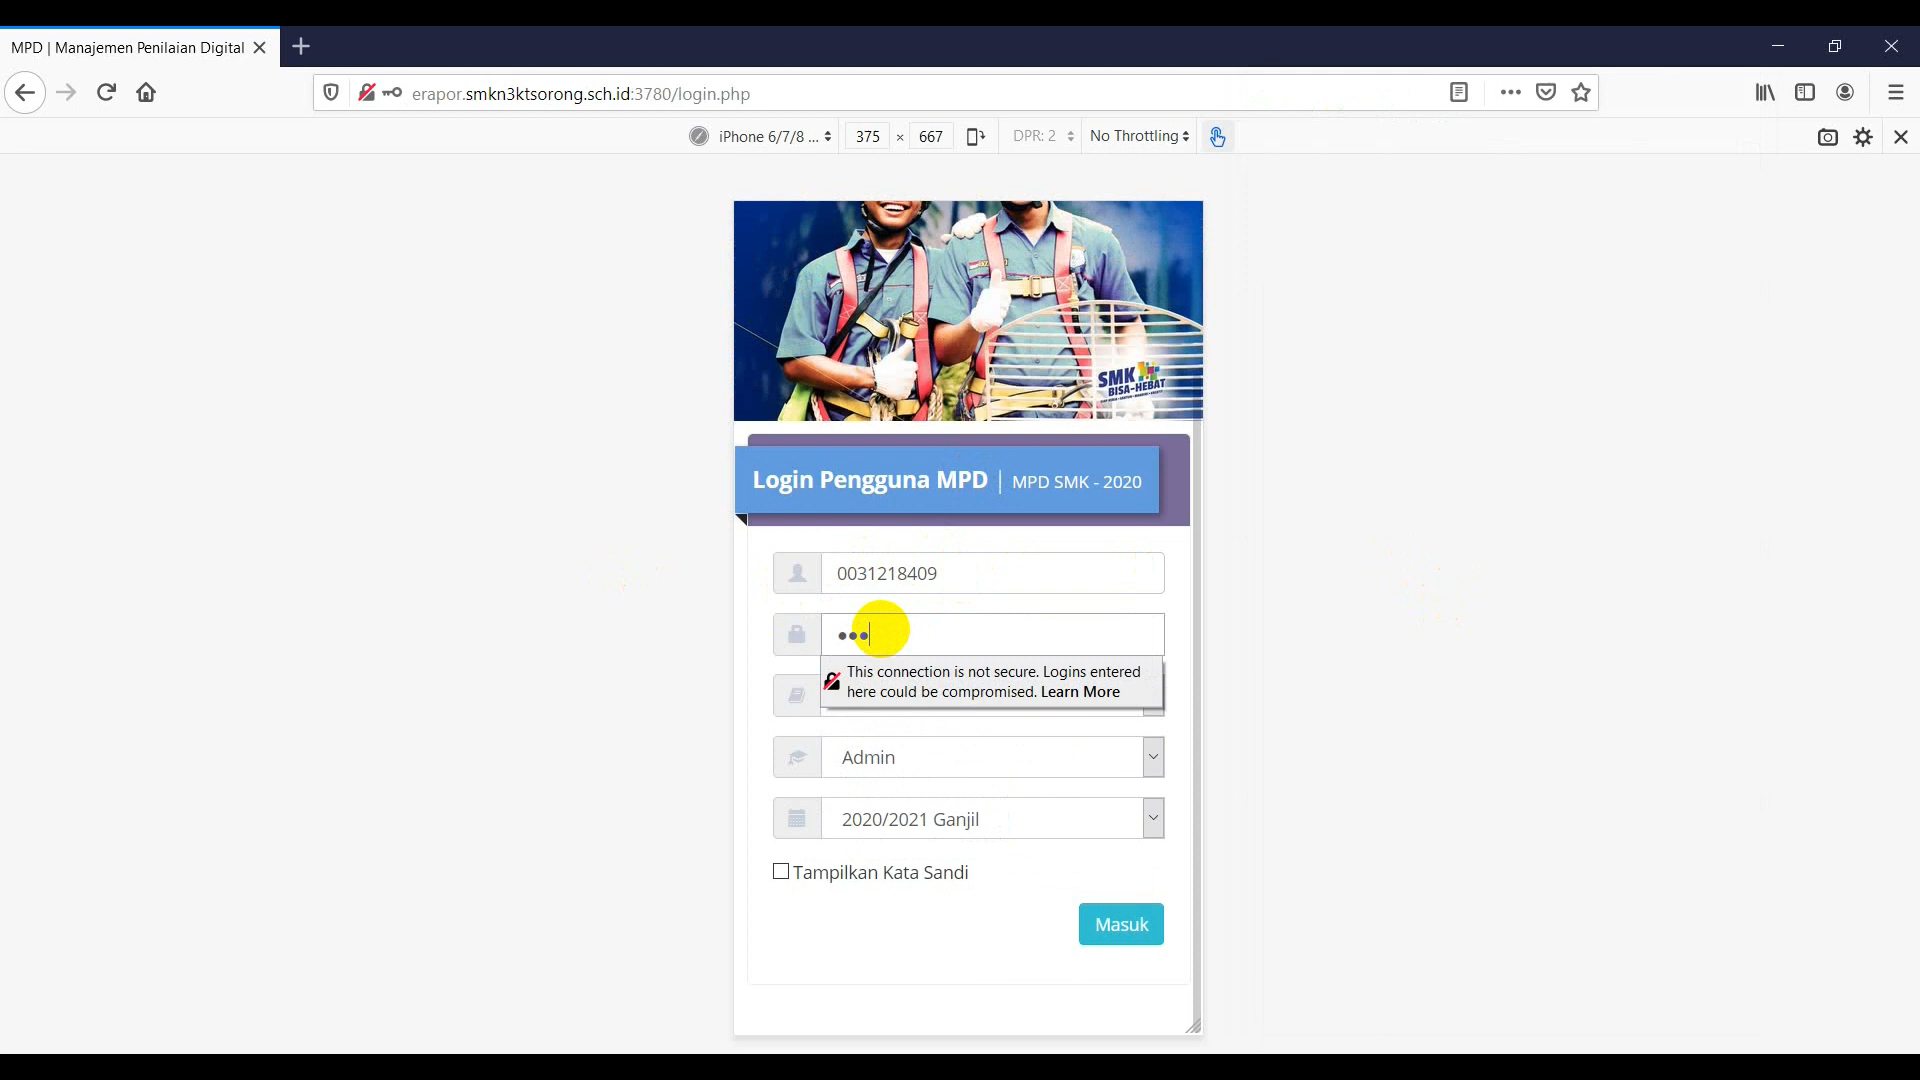 MPD | Manajemen Penilaian Digital
erapor.smkn3ktsorong.sch.id:3780/login.php
iPhone 6/7/8 ... 375 × 667 DPR: 2 No Throttling
SMK
BISA-HEBAT
Login Pengguna MPD | MPD SMK - 2020
0031218409
●●●
This connection is not secure. Logins entered
here could be compromised. Learn More
Admin
2020/2021 Ganjil
Tampilkan Kata Sandi
Masuk